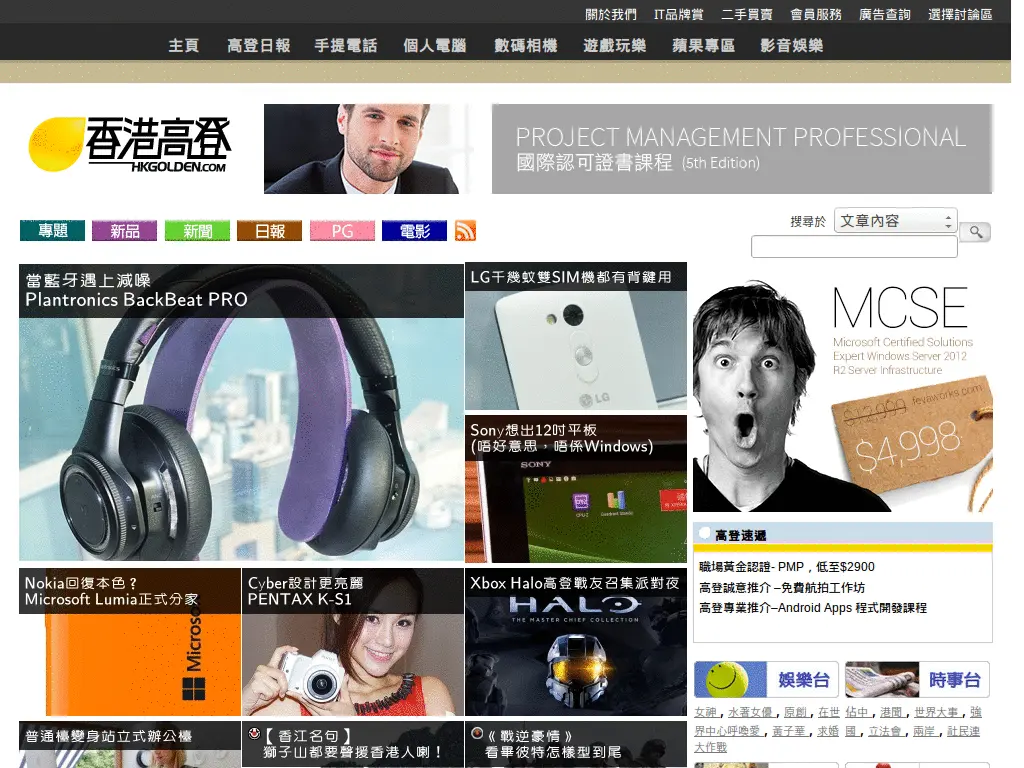 關於我們 IT品牌賞 二手買賣 會員服務 廣告查詢 選擇討論區
主頁 高登日報 手提電話 個人電腦 數碼相機 遊戲玩樂 蘋果專區 影音娛樂
香港高登
HKGOLDEN.COM
PROJECT MANAGEMENT PROFESSIONAL
國際認可證書課程 (5th Edition)
專題 新品 新聞 日報 PG 電影
搜尋於 文章內容
當藍牙遇上減噪
Plantronics BackBeat PRO
LG千幾蚊雙SIM機都有背鍵用
LG
Sony想出12吋平板
(唔好意思，唔係Windows)
SONY
MCSE
Microsoft Certified Solutions
Expert Windows Server 2012
R2 Server Infrastructure
fevaworks.com
$12,999
$4,998
高登速遞
職場黃金認證- PMP，低至$2900
高登誠意推介 –免費航拍工作坊
高登專業推介–Android Apps 程式開發課程
Nokia回復本色？
Microsoft Lumia正式分家
Microso
Cyber設計更亮麗
PENTAX K-S1
Xbox Halo高登戰友召集派對夜
HALO
THE MASTER CHIEF COLLECTION
娛樂台
女神 , 水著女優 , 原創 , 在世
界中心呼喚愛 , 黃子華 , 求婚
大作戰
時事台
佔中 , 港聞 , 世界大事 , 強
國 , 立法會 , 兩岸 , 社民連
普通檯變身站立式辦公檯
【香江名句】
獅子山都要聲援香港人喇！
《戰逆豪情》
看畢彼特怎樣型到尾